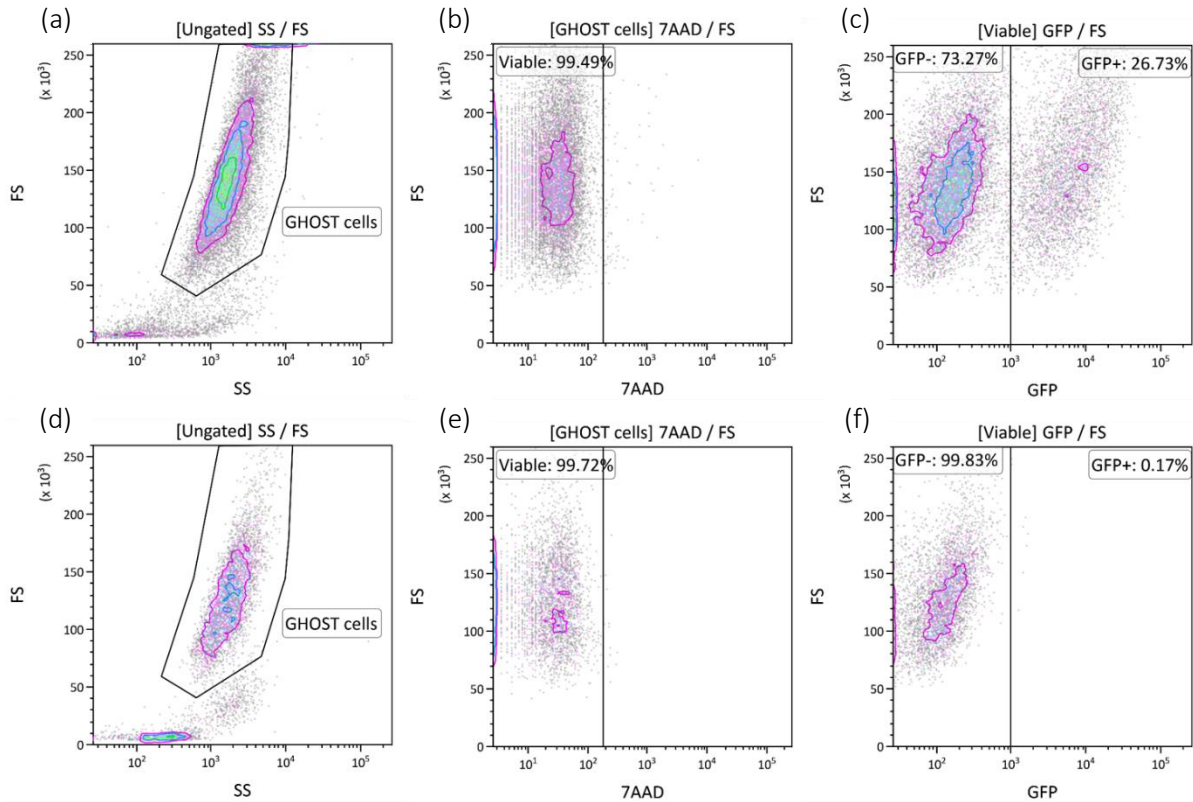 (a)
[Ungated] SS / FS
(x 10³)
250
200
150
100
50
0
FS
GHOST cells
10² 10³ 10⁴ 10⁵
SS
(b)
[GHOST cells] 7AAD / FS
(x 10³)
Viable: 99.49%
250
200
150
100
50
0
FS
10¹ 10² 10³ 10⁴ 10⁵
7AAD
(c)
[Viable] GFP / FS
(x 10³)
GFP-: 73.27%
GFP+: 26.73%
250
200
150
100
50
0
FS
10² 10³ 10⁴ 10⁵
GFP
(d)
[Ungated] SS / FS
(x 10³)
250
200
150
100
50
0
FS
GHOST cells
10² 10³ 10⁴ 10⁵
SS
(e)
[GHOST cells] 7AAD / FS
(x 10³)
Viable: 99.72%
250
200
150
100
50
0
FS
10¹ 10² 10³ 10⁴ 10⁵
7AAD
(f)
[Viable] GFP / FS
(x 10³)
GFP-: 99.83%
GFP+: 0.17%
250
200
150
100
50
0
FS
10² 10³ 10⁴ 10⁵
GFP